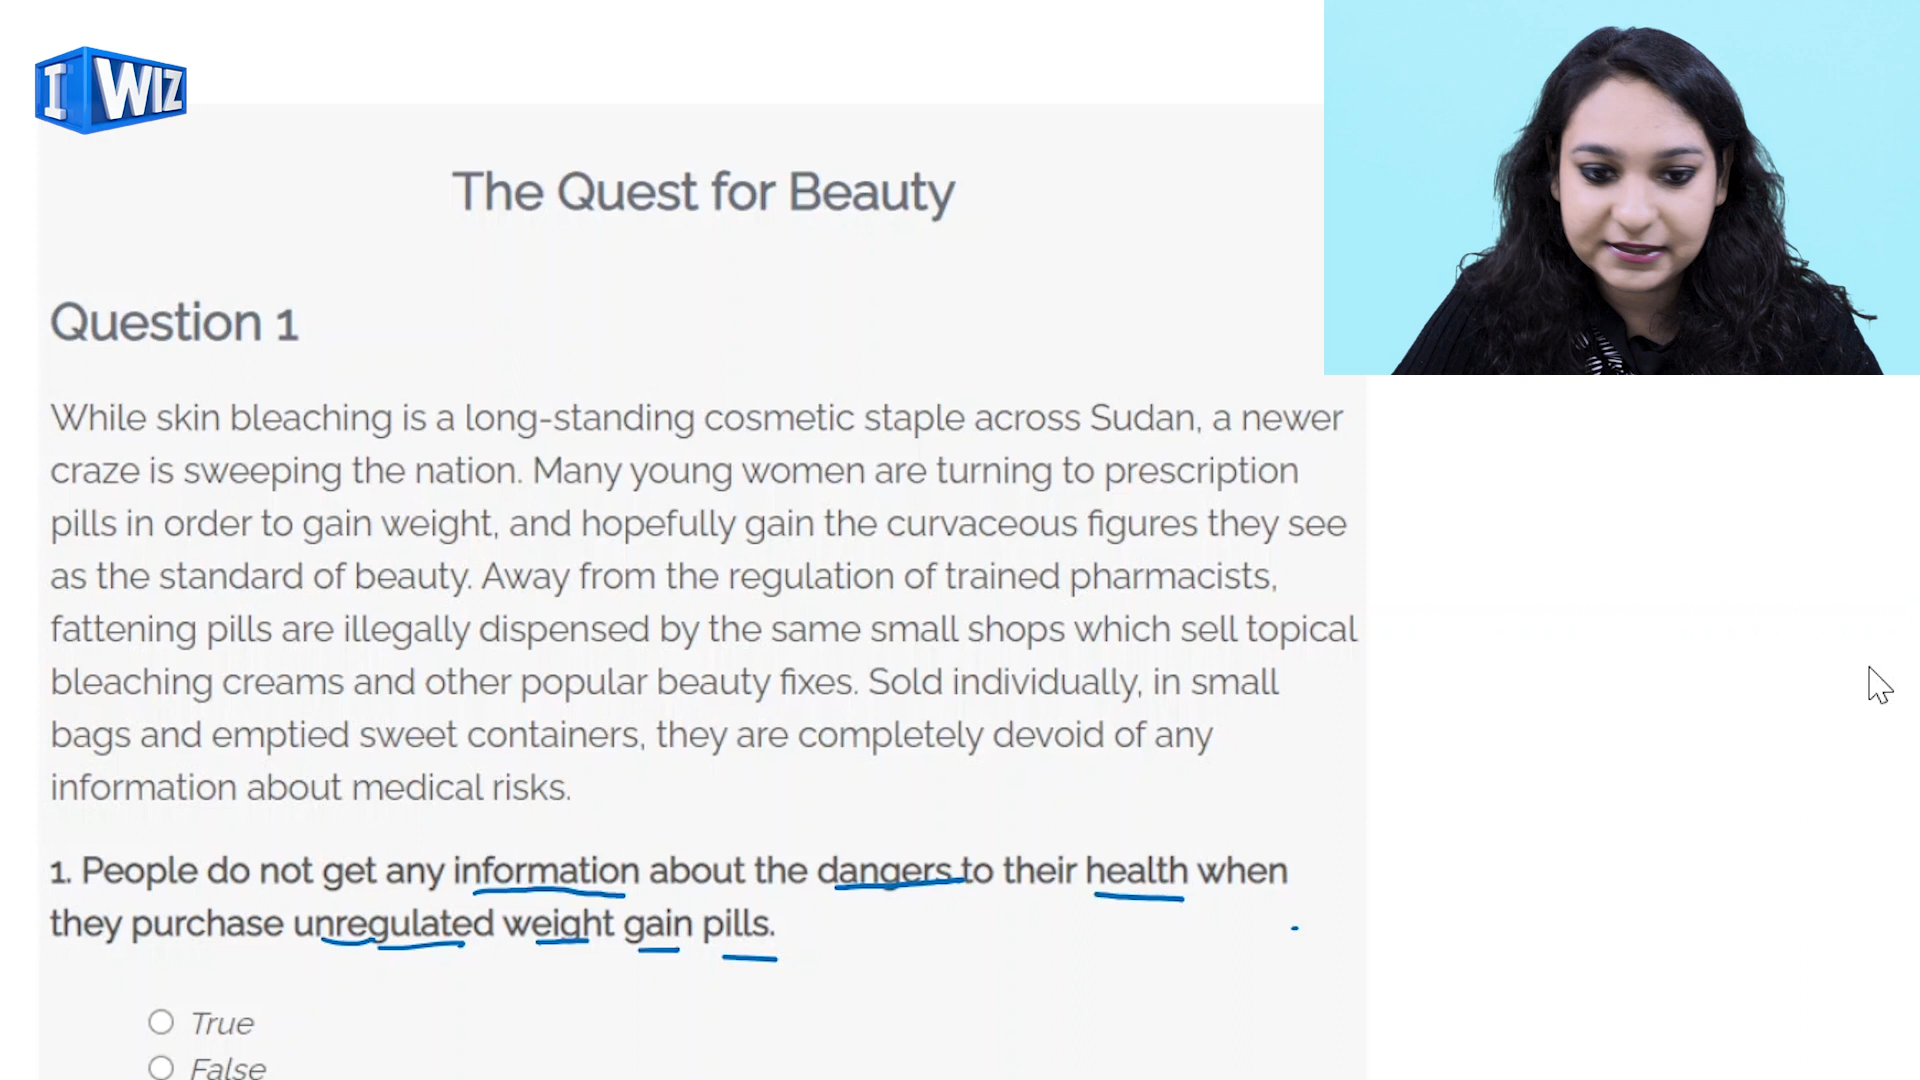 I WIZ
The Quest for Beauty
Question 1
While skin bleaching is a long-standing cosmetic staple across Sudan, a newer
craze is sweeping the nation. Many young women are turning to prescription
pills in order to gain weight, and hopefully gain the curvaceous figures they see
as the standard of beauty. Away from the regulation of trained pharmacists,
fattening pills are illegally dispensed by the same small shops which sell topical
bleaching creams and other popular beauty fixes. Sold individually, in small
bags and emptied sweet containers, they are completely devoid of any
information about medical risks.
1. People do not get any information about the dangers to their health when
they purchase unregulated weight gain pills.
True
False